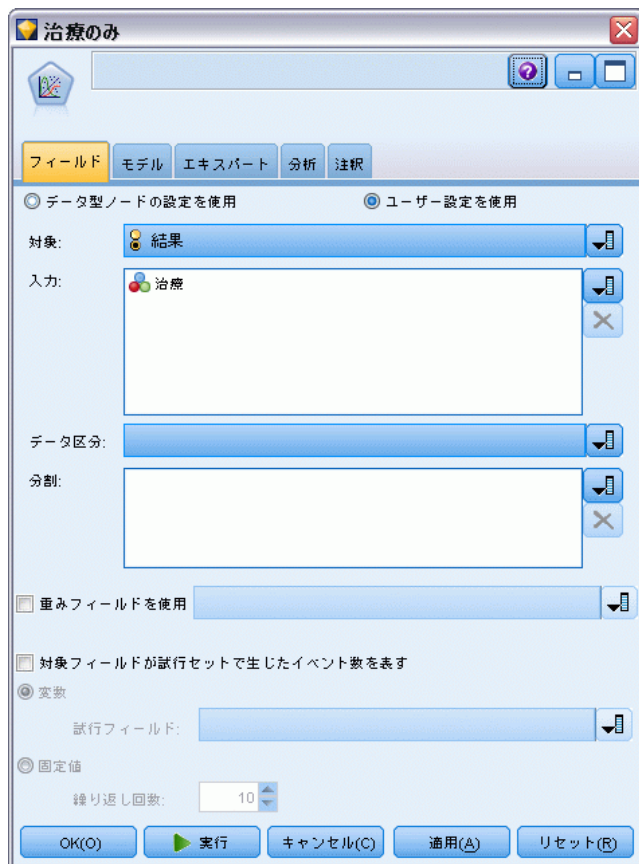 治療のみ
フィールド モデル エキスパート 分析 注釈
データ型ノードの設定を使用 ユーザー設定を使用
対象: 結果
入力: 治療
データ区分:
分割:
重みフィールドを使用
対象フィールドが試行セットで生じたイベント数を表す
変数
試行フィールド:
固定値
繰り返し回数: 10
OK(O) 実行 キャンセル(C) 適用(A) リセット(R)